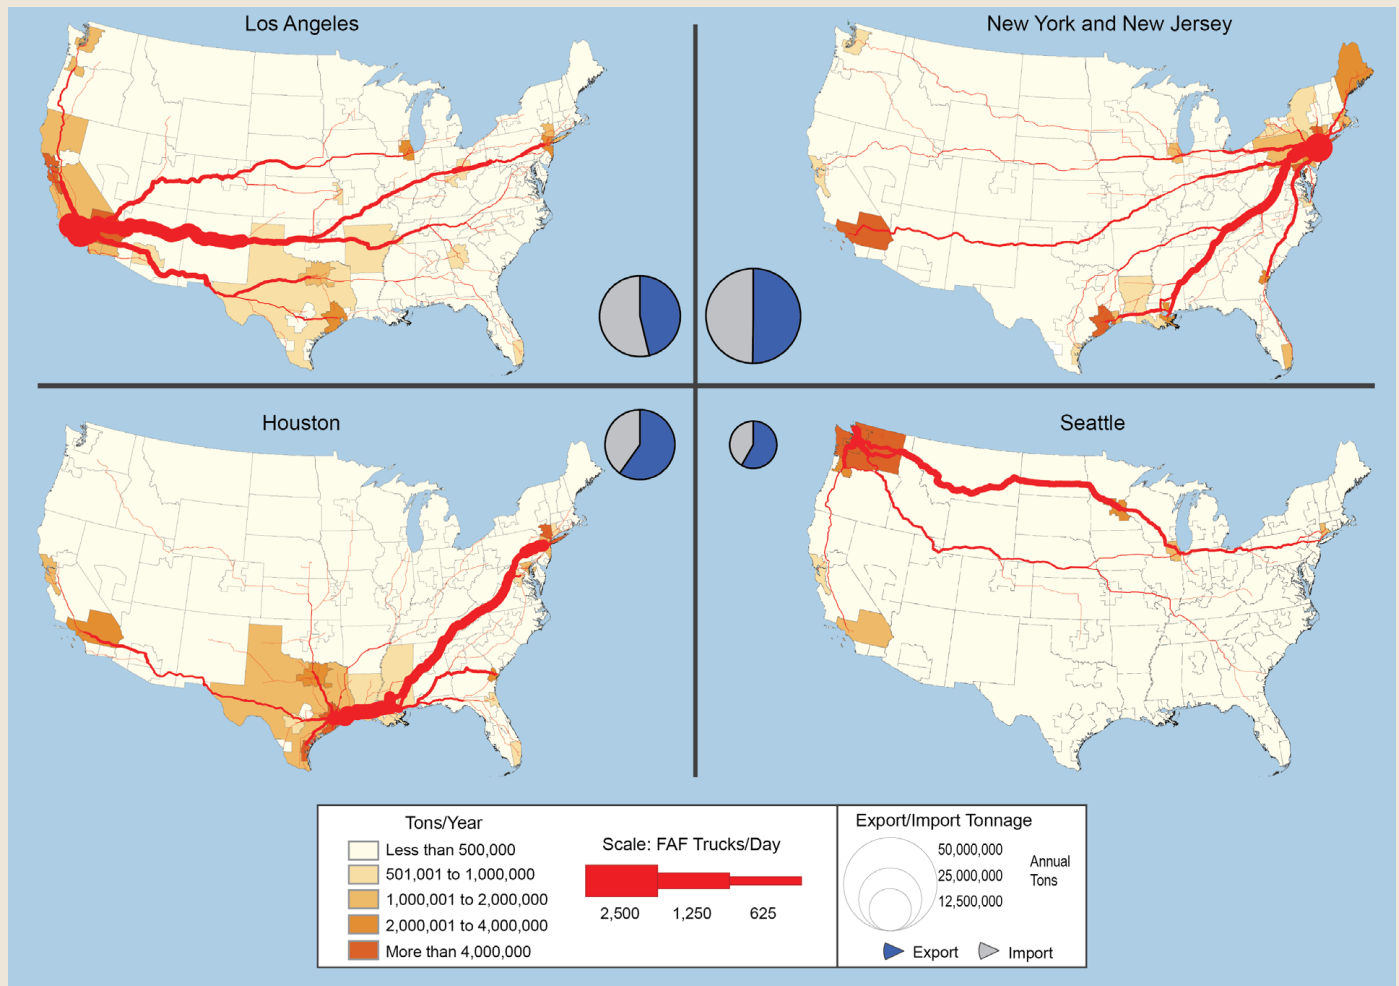 Los Angeles
New York and New Jersey
Houston
Seattle
Tons/Year
Less than 500,000
501,001 to 1,000,000
1,000,001 to 2,000,000
2,000,001 to 4,000,000
More than 4,000,000
Scale: FAF Trucks/Day
2,500 1,250 625
Export/Import Tonnage
50,000,000
25,000,000
12,500,000
Annual
Tons
Export Import